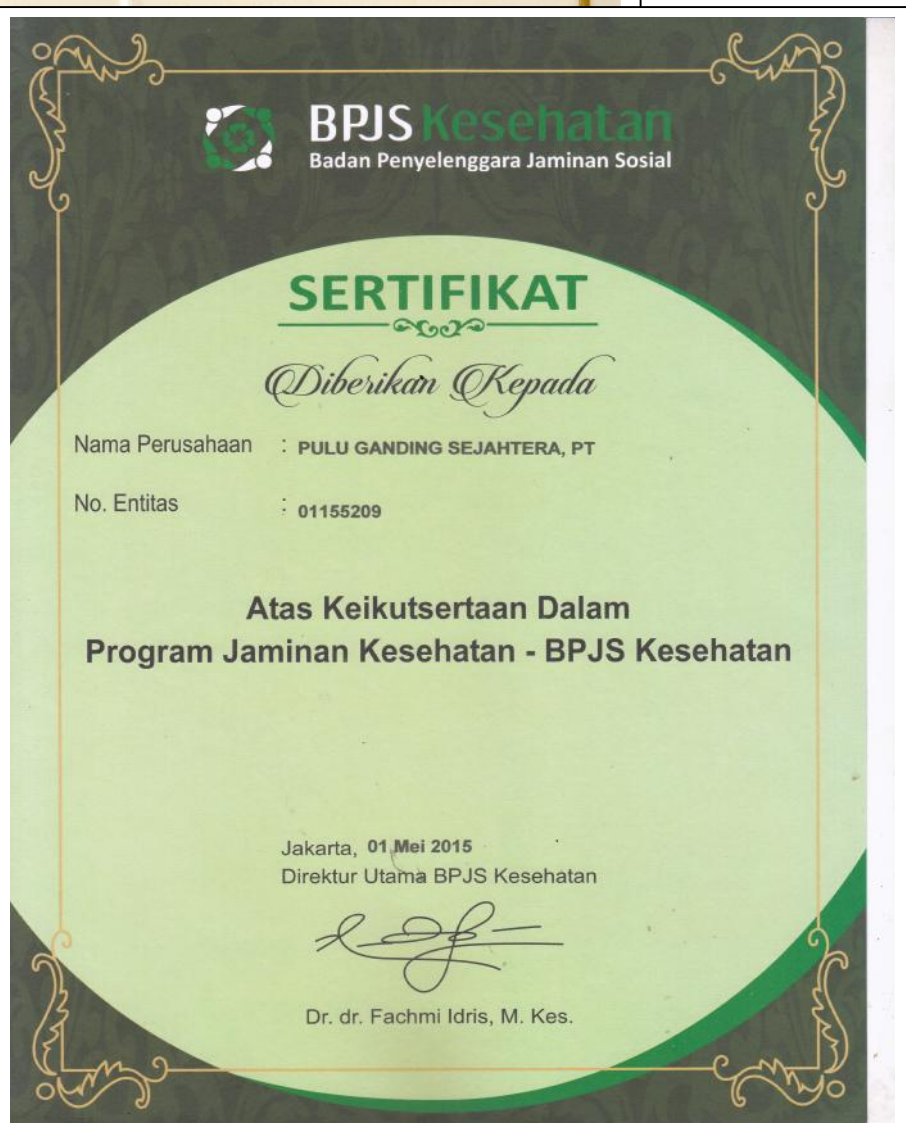 BPJS Kesehatan
Badan Penyelenggara Jaminan Sosial
SERTIFIKAT
Diberikan Kepada
Nama Perusahaan : PULU GANDING SEJAHTERA, PT
No. Entitas : 01155209
Atas Keikutsertaan Dalam
Program Jaminan Kesehatan - BPJS Kesehatan
Jakarta, 01 Mei 2015
Direktur Utama BPJS Kesehatan
Dr. dr. Fachmi Idris, M. Kes.